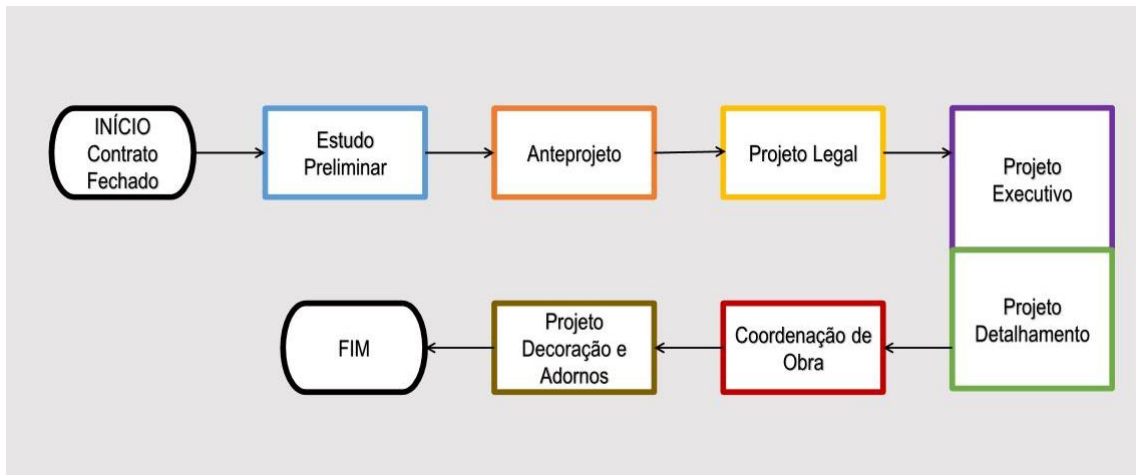 INÍCIO
Contrato
Fechado
Estudo
Preliminar
Anteprojeto
Projeto Legal
Projeto
Executivo
Projeto
Detalhamento
Coordenação de
Obra
Projeto
Decoração e
Adornos
FIM